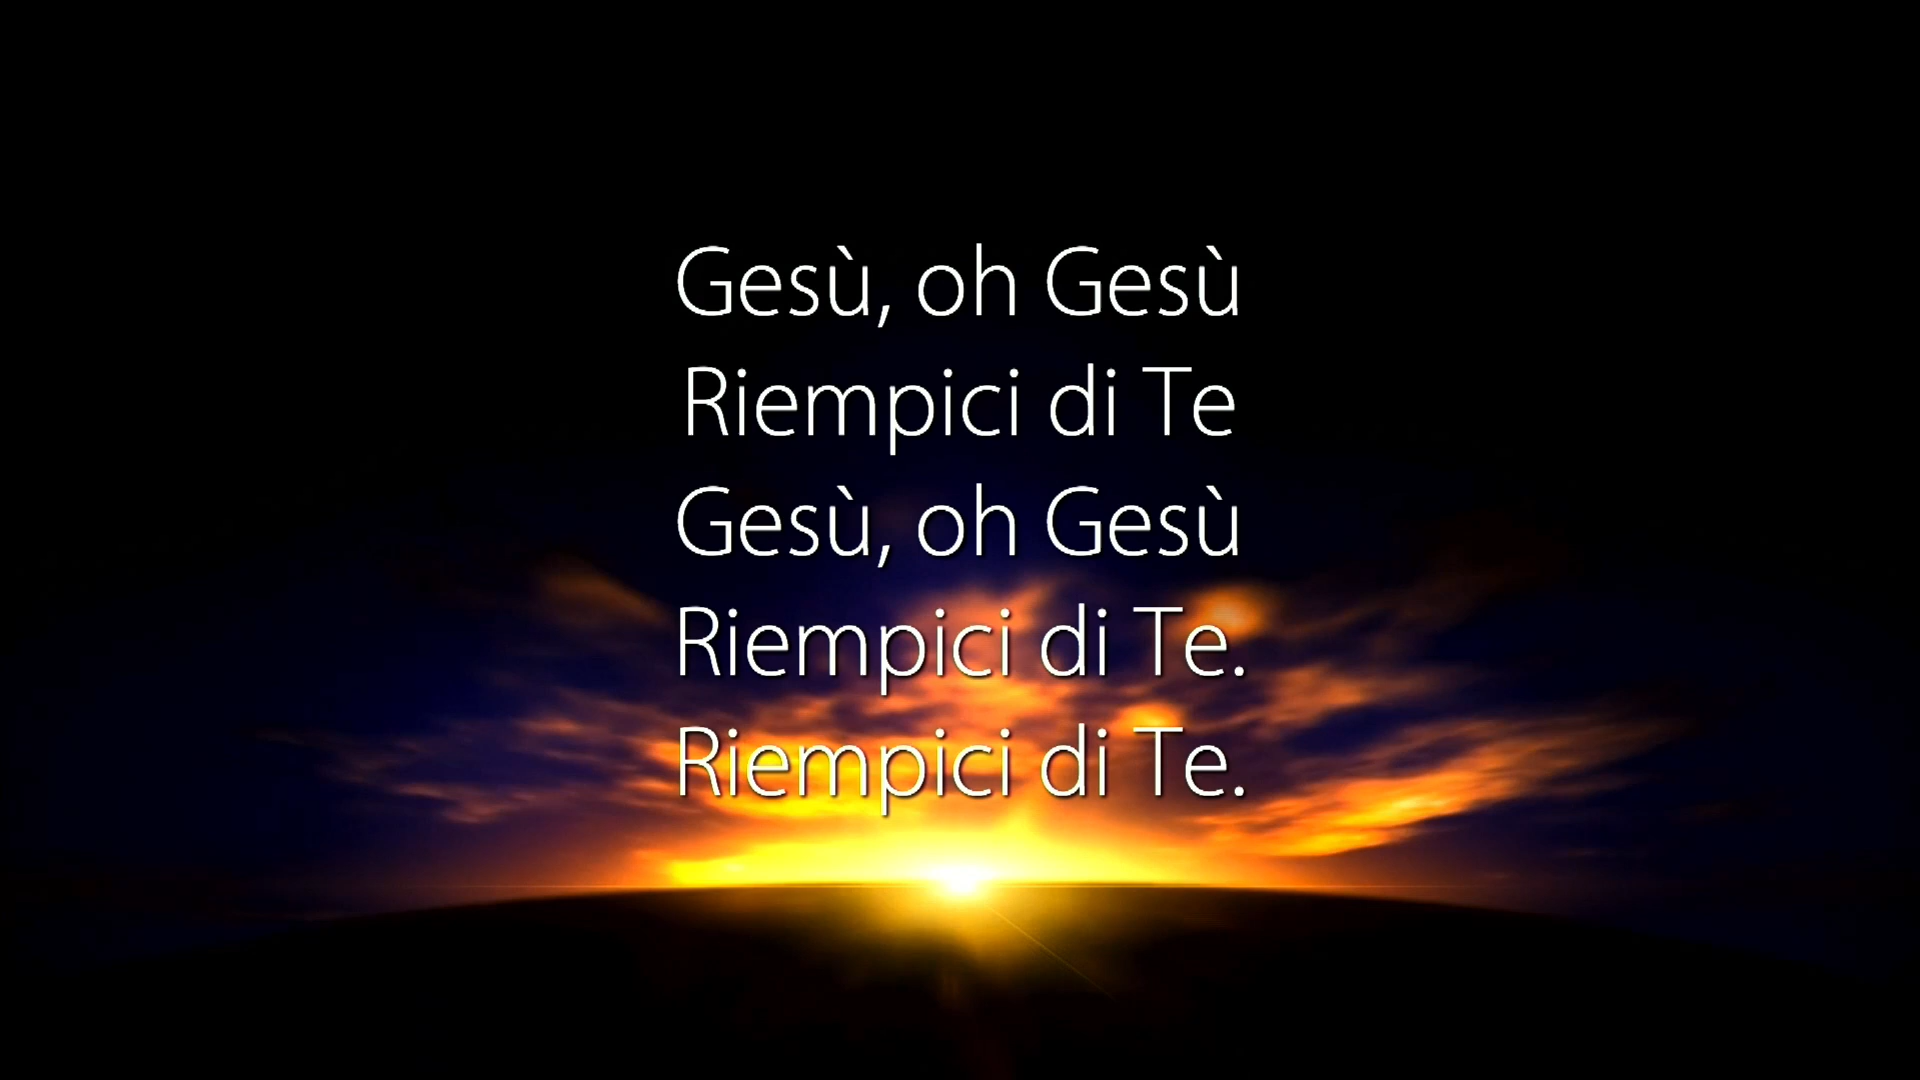 Gesù, oh Gesù
Riempici di Te
Gesù, oh Gesù
Riempici di Te.
Riempici di Te.